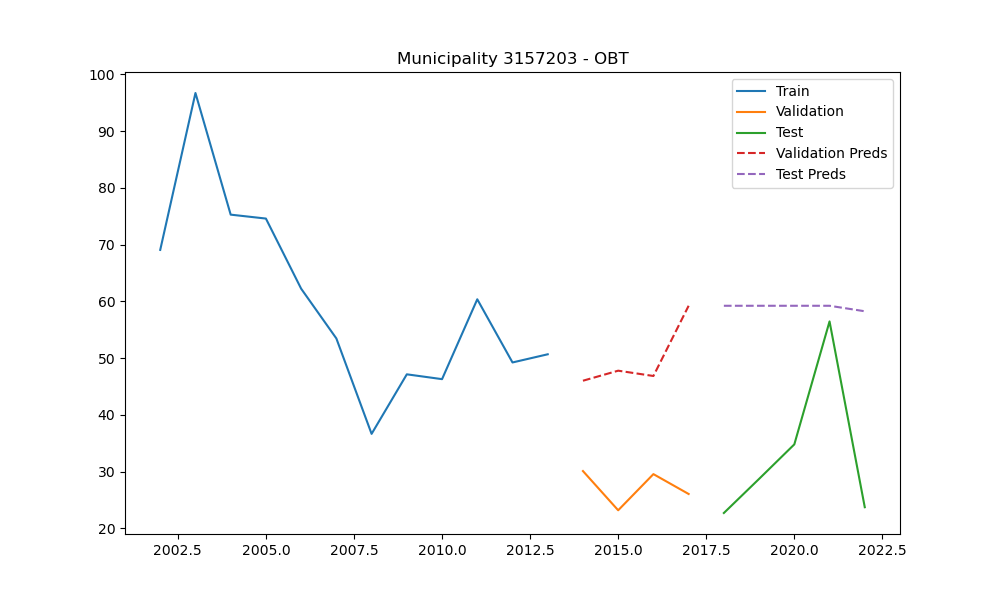 Municipality 3157203 - OBT
Train
Validation
Test
Validation Preds
Test Preds
100
90
80
70
60
50
40
30
20
2002.5 2005.0 2007.5 2010.0 2012.5 2015.0 2017.5 2020.0 2022.5